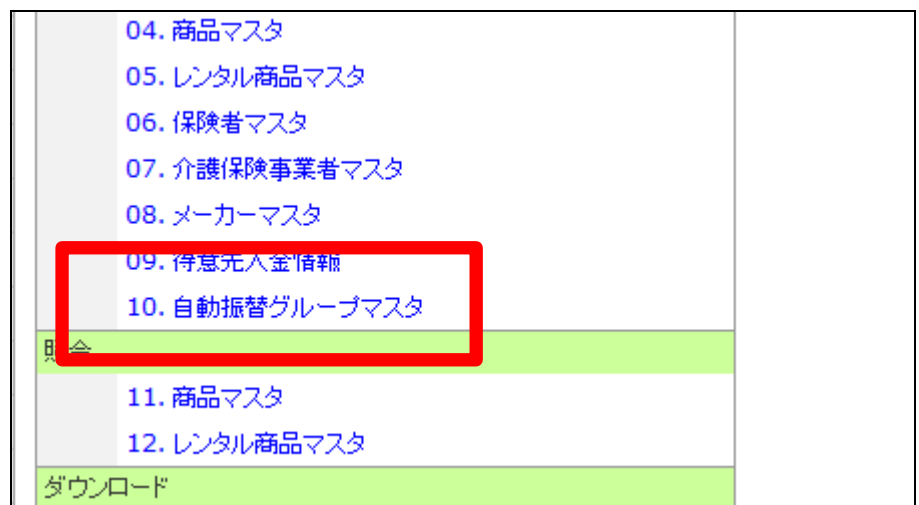 04. 商品マスタ
05. レンタル商品マスタ
06. 保険者マスタ
07. 介護保険事業者マスタ
08. メーカーマスタ
09. 得意先入金情報
10. 自動振替グループマスタ
照会
11. 商品マスタ
12. レンタル商品マスタ
ダウンロード